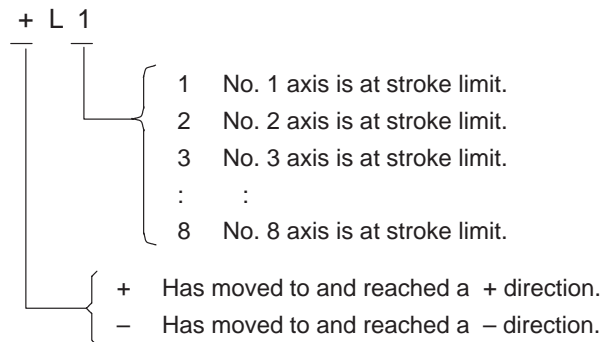 + L 1
1 No. 1 axis is at stroke limit.
2 No. 2 axis is at stroke limit.
3 No. 3 axis is at stroke limit.
: :
8 No. 8 axis is at stroke limit.
+ Has moved to and reached a + direction.
– Has moved to and reached a – direction.